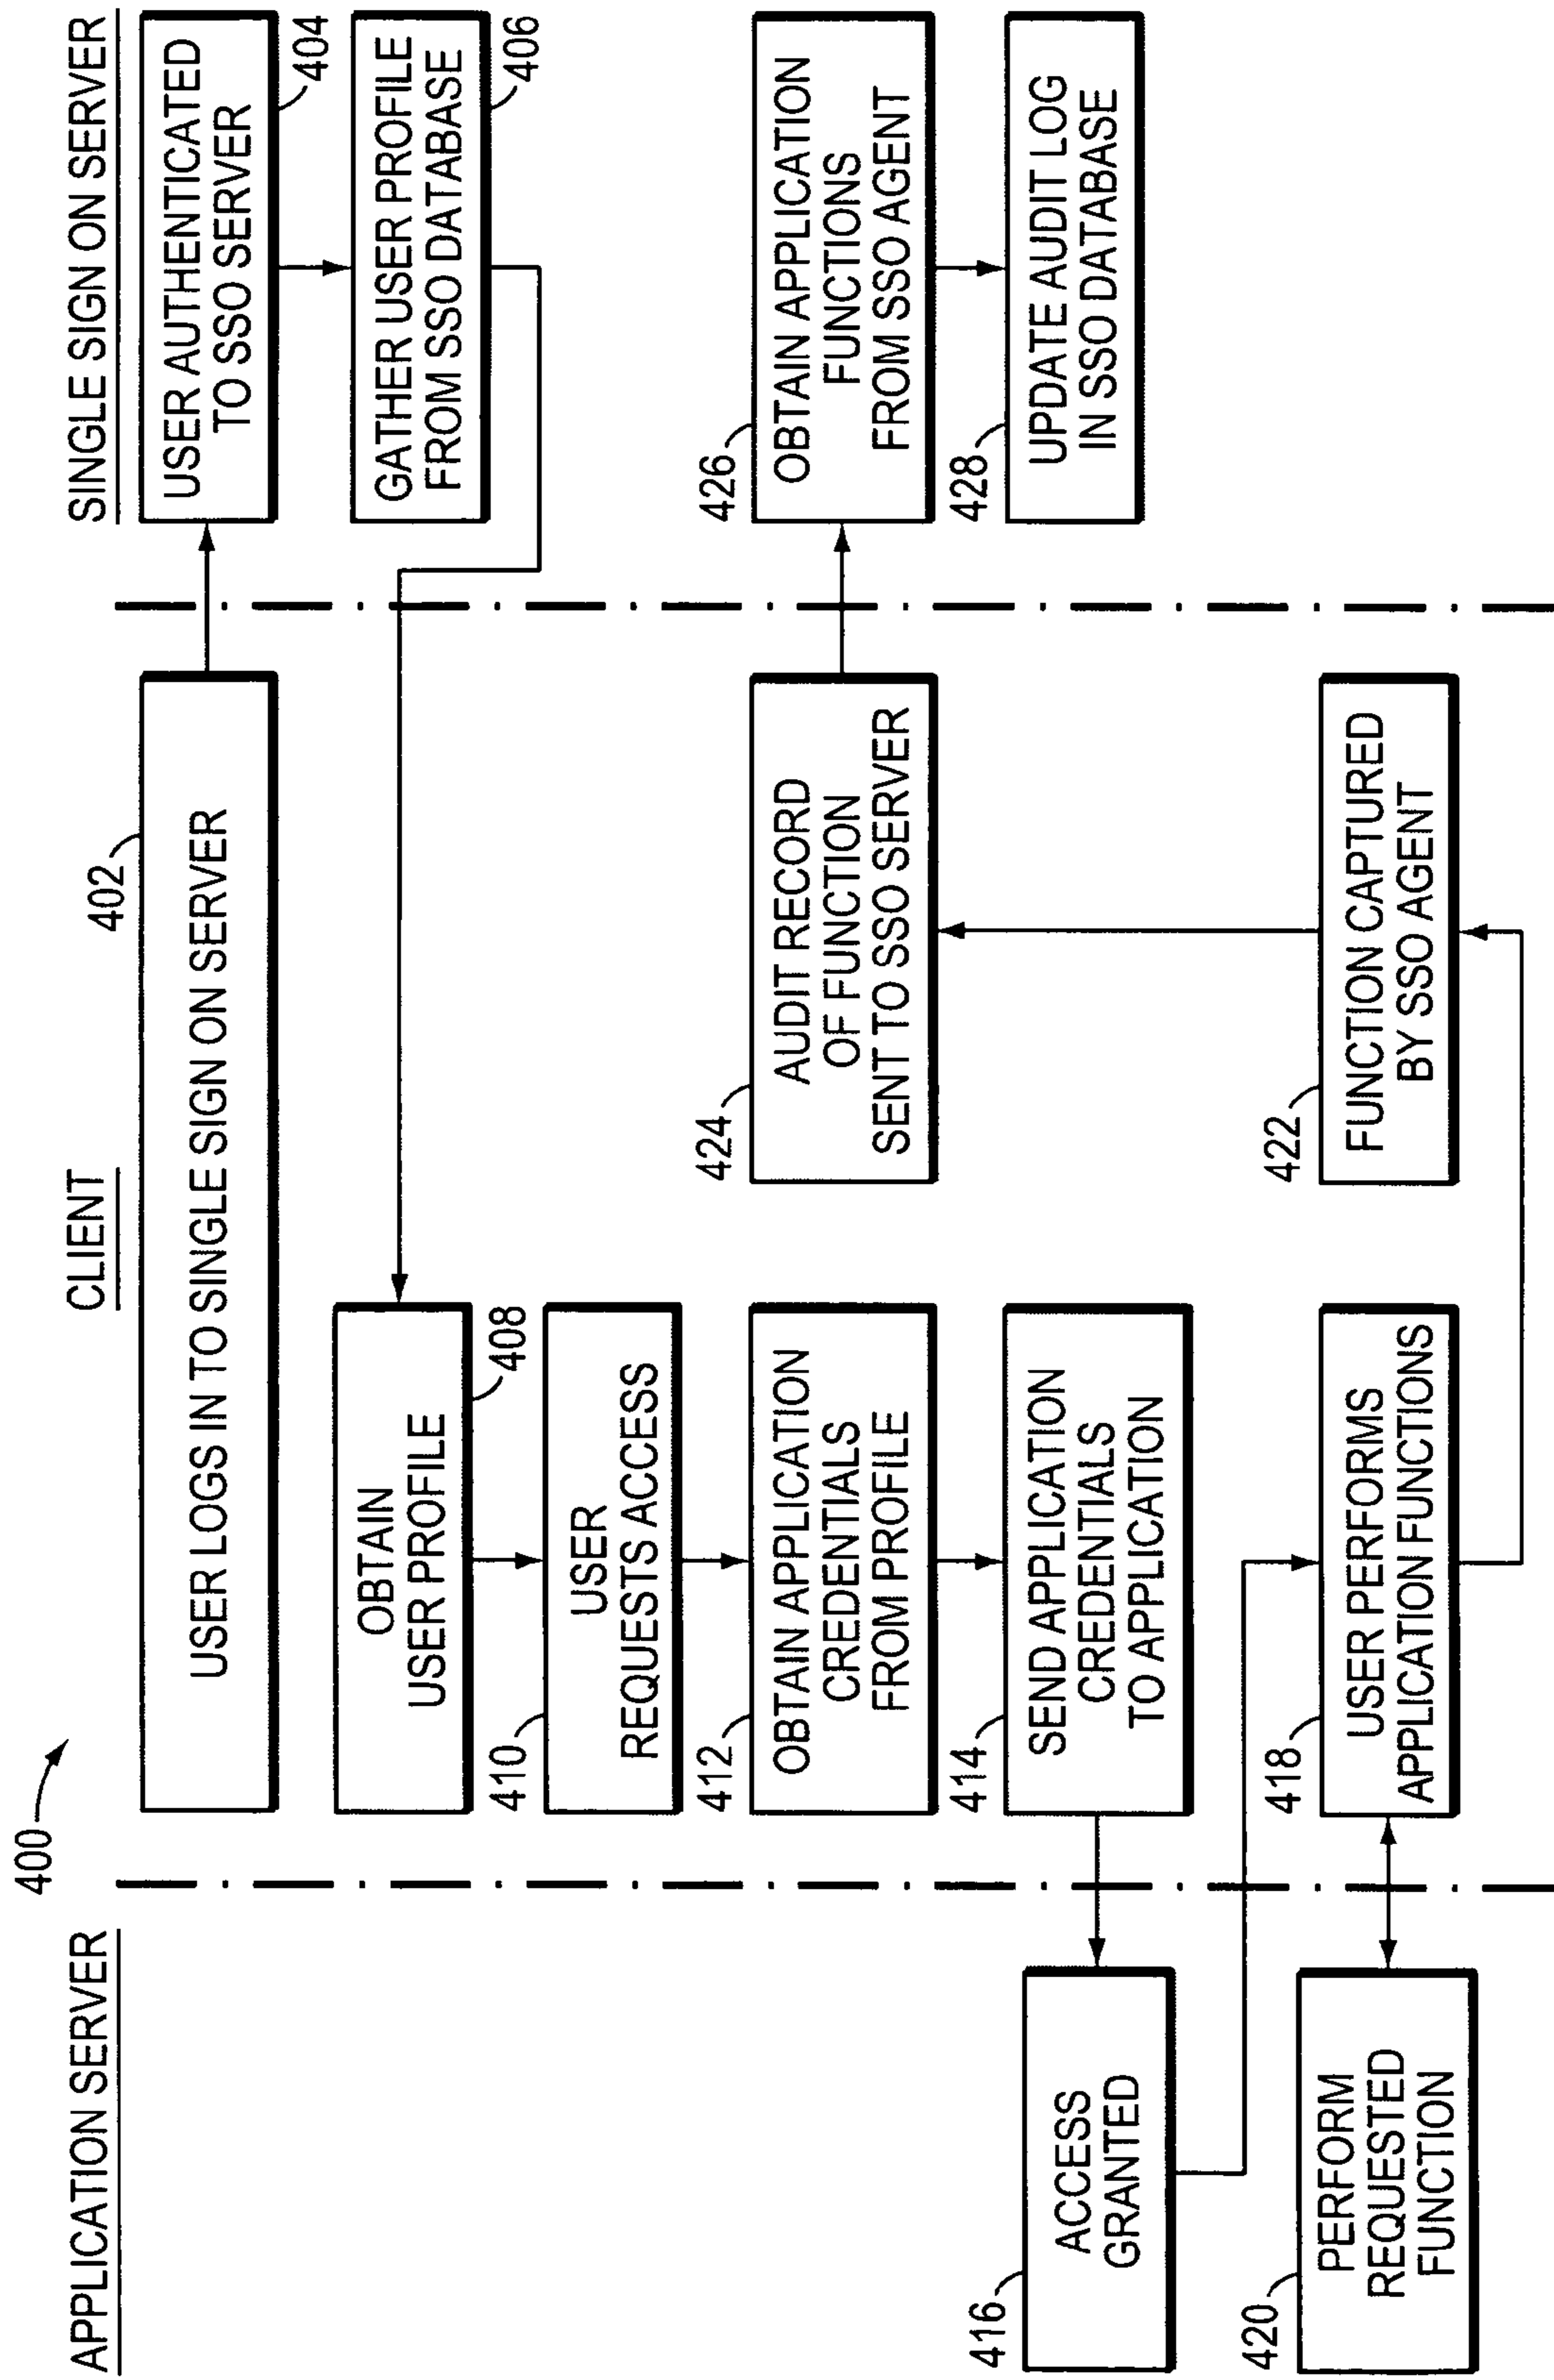 400
APPLICATION SERVER
CLIENT
SINGLE SIGN ON SERVER
402
USER LOGS IN TO SINGLE SIGN ON SERVER
USER AUTHENTICATED
TO SSO SERVER
404
GATHER USER PROFILE
FROM SSO DATABASE
406
OBTAIN
USER PROFILE
408
410
USER
REQUESTS ACCESS
412
OBTAIN APPLICATION
CREDENTIALS
FROM PROFILE
414
SEND APPLICATION
CREDENTIALS
TO APPLICATION
416
ACCESS
GRANTED
418
USER PERFORMS
APPLICATION FUNCTIONS
420
PERFORM
REQUESTED
FUNCTION
422
FUNCTION CAPTURED
BY SSO AGENT
424
AUDIT RECORD
OF FUNCTION
SENT TO SSO SERVER
426
OBTAIN APPLICATION
FUNCTIONS
FROM SSO AGENT
428
UPDATE AUDIT LOG
IN SSO DATABASE